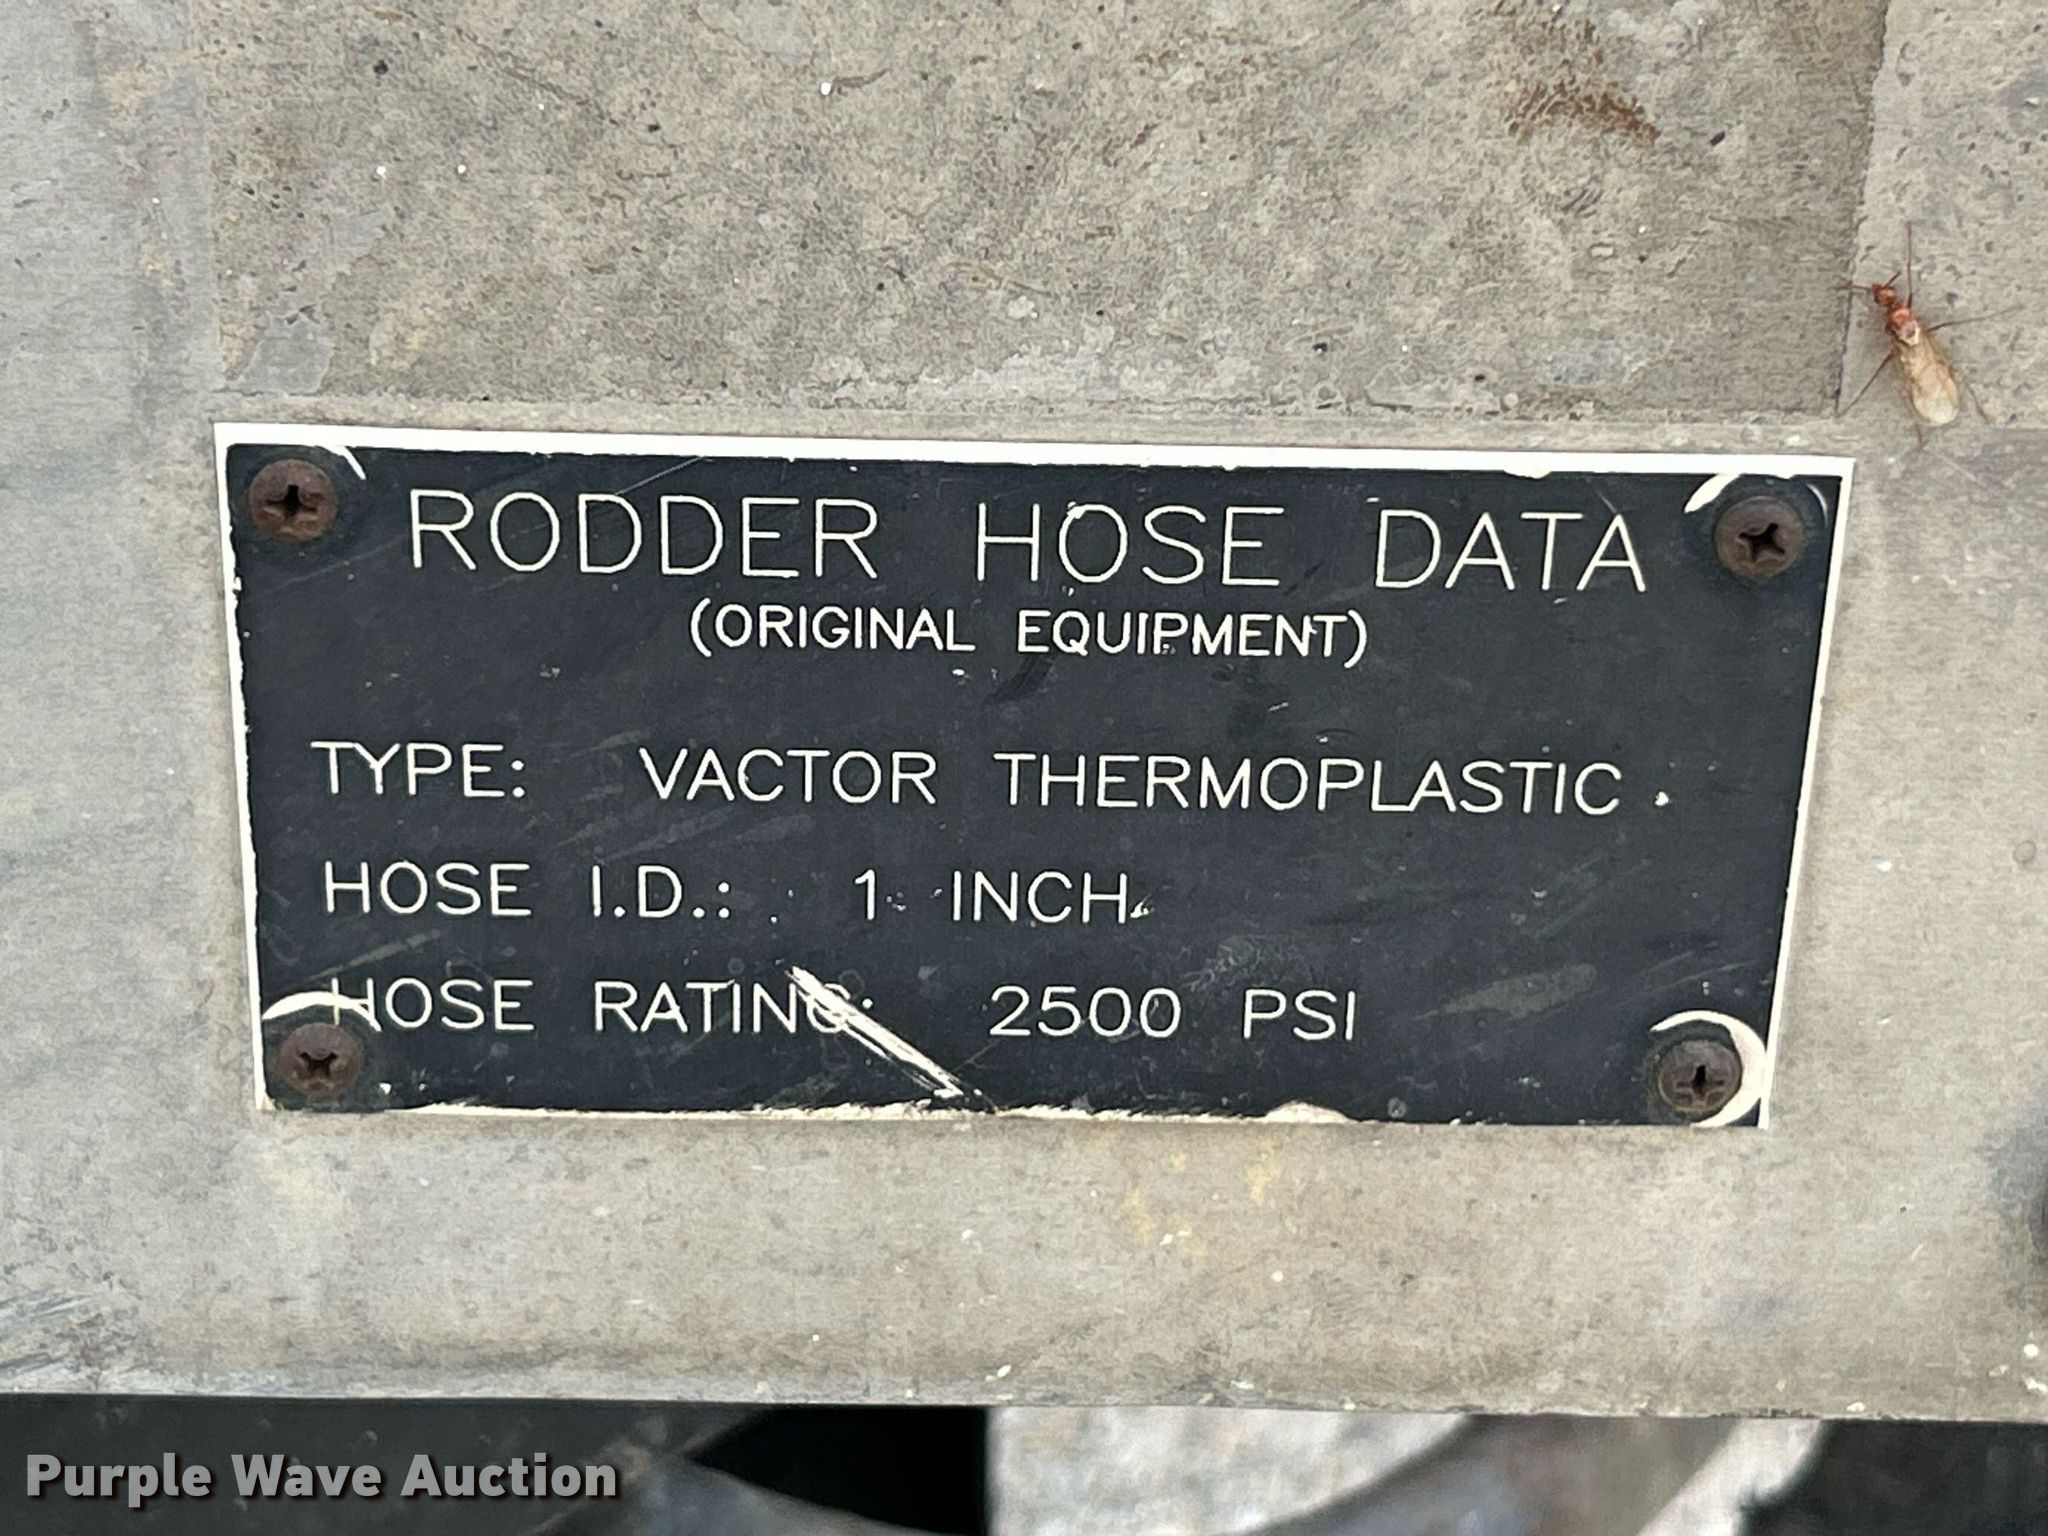 RODDER HOSE DATA
(ORIGINAL EQUIPMENT)
TYPE: VACTOR THERMOPLASTIC
HOSE I.D.: 1 INCH
HOSE RATING: 2500 PSI
Purple Wave Auction